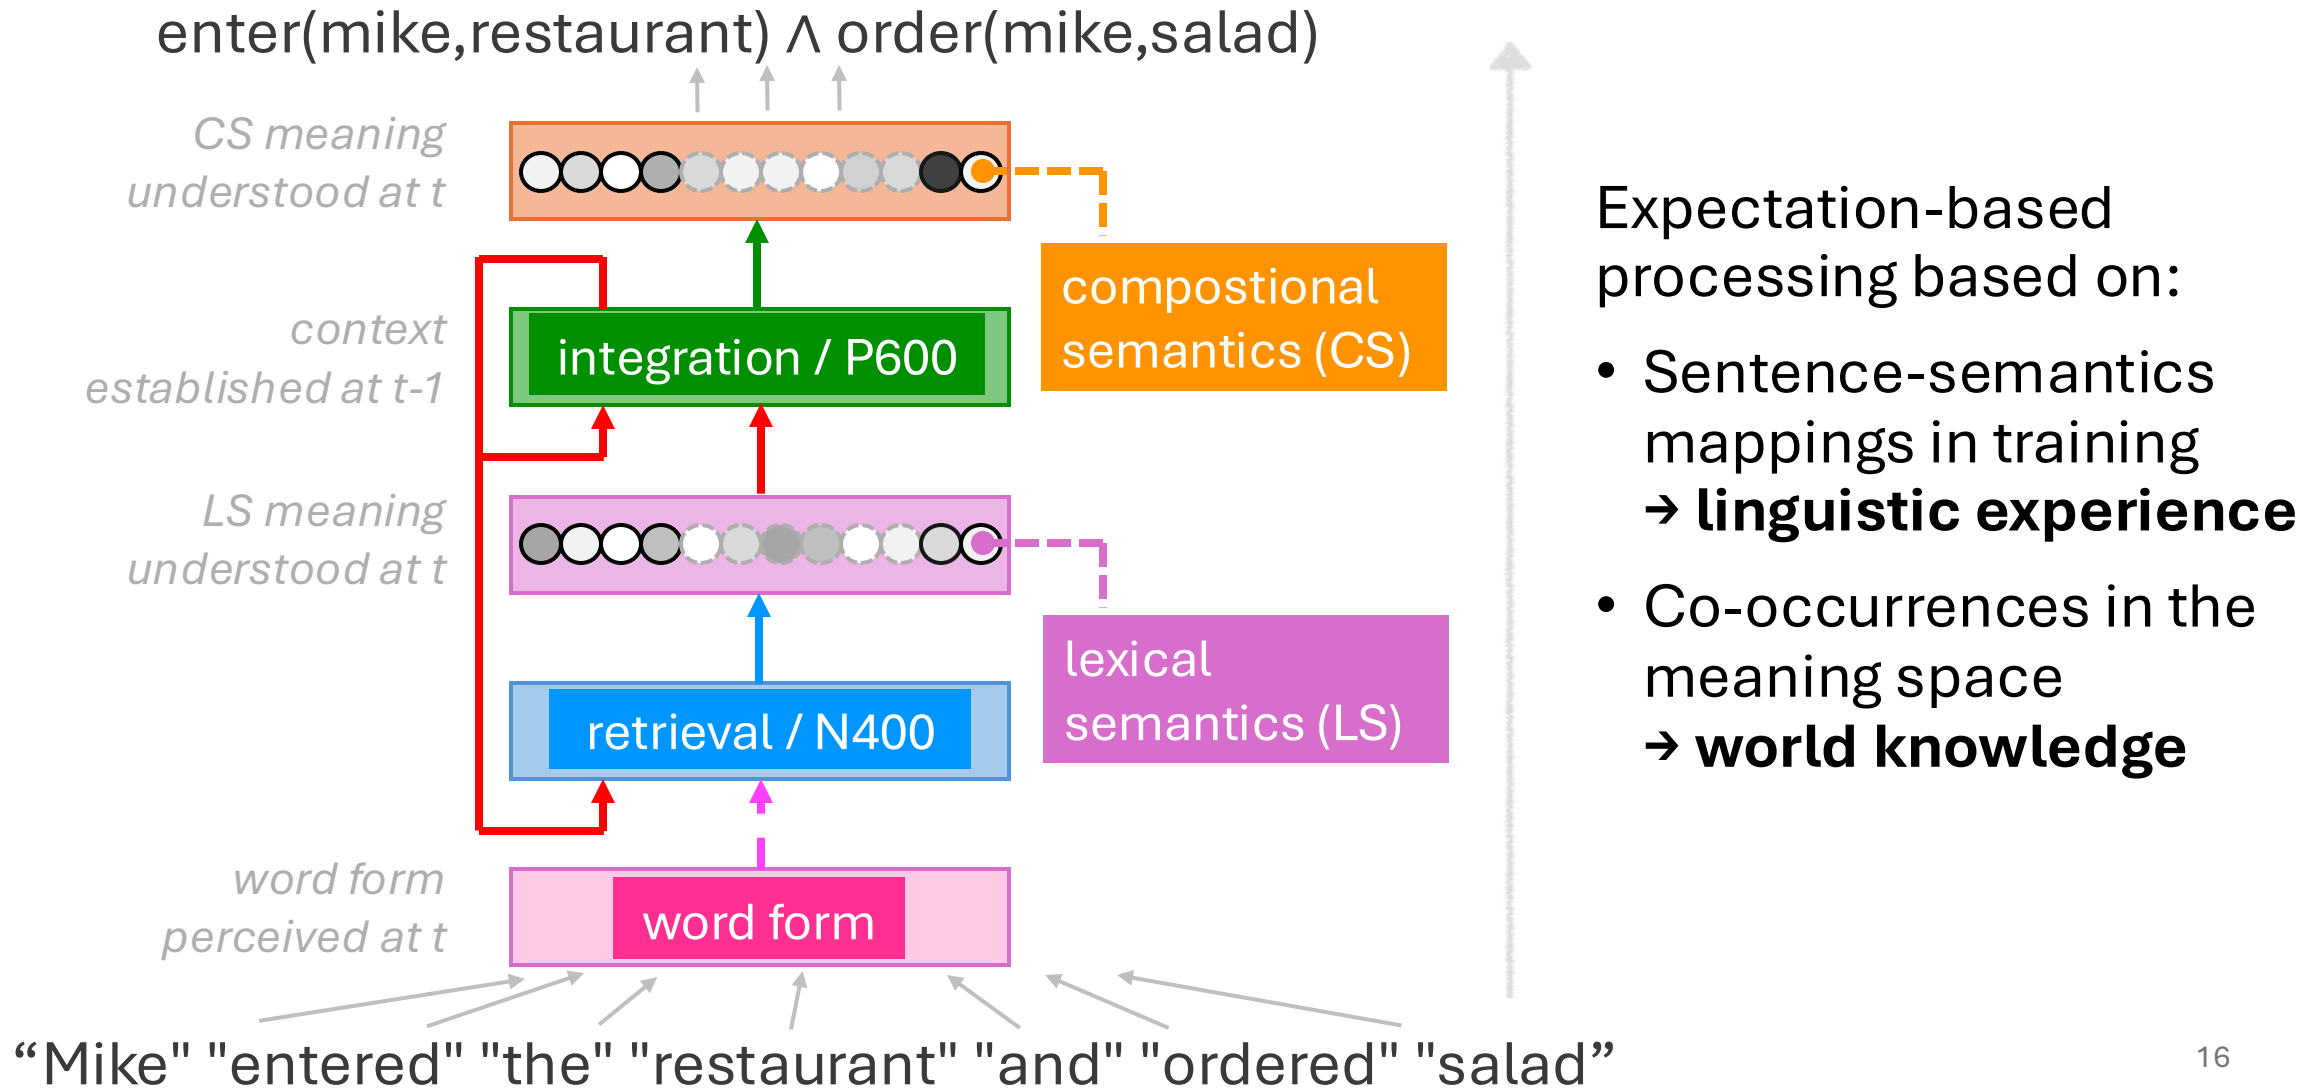 enter(mike,restaurant) ∧ order(mike,salad)
CS meaning
understood at t
compostional
semantics (CS)
context
established at t-1
integration / P600
LS meaning
understood at t
lexical
semantics (LS)
retrieval / N400
word form
perceived at t
word form
“Mike" "entered" "the" "restaurant" "and" "ordered" "salad”
Expectation-based
processing based on:
• Sentence-semantics
mappings in training
→ linguistic experience
• Co-occurrences in the
meaning space
→ world knowledge
16